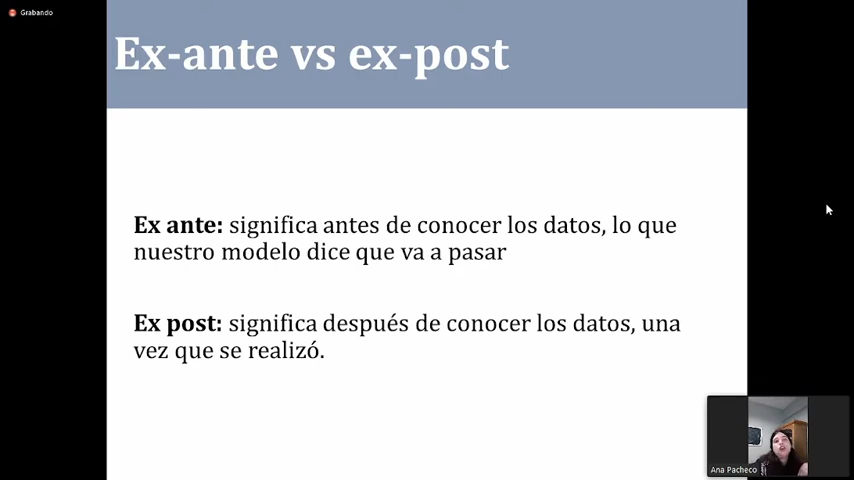 Grabando
Ex-ante vs ex-post
Ex ante: significa antes de conocer los datos, lo que
nuestro modelo dice que va a pasar
Ex post: significa después de conocer los datos, una
vez que se realizó.
Ana Pacheco